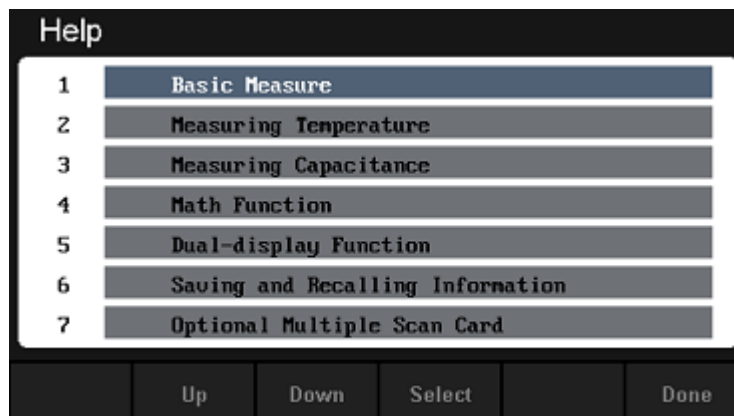 Help
1 Basic Measure
2 Measuring Temperature
3 Measuring Capacitance
4 Math Function
5 Dual-display Function
6 Saving and Recalling Information
7 Optional Multiple Scan Card
Up Down Select Done